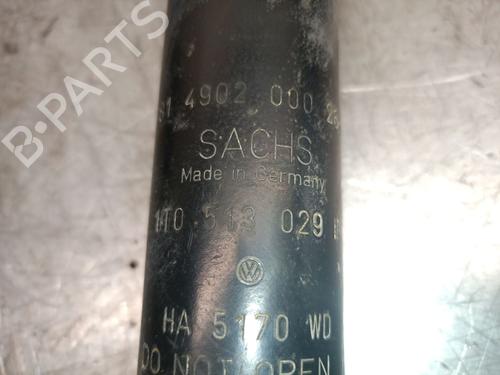 4902 000
SACHS
Made in Germany
1T0 513 029
HA 5170 WD
DO NOT OPEN
B-PARTS